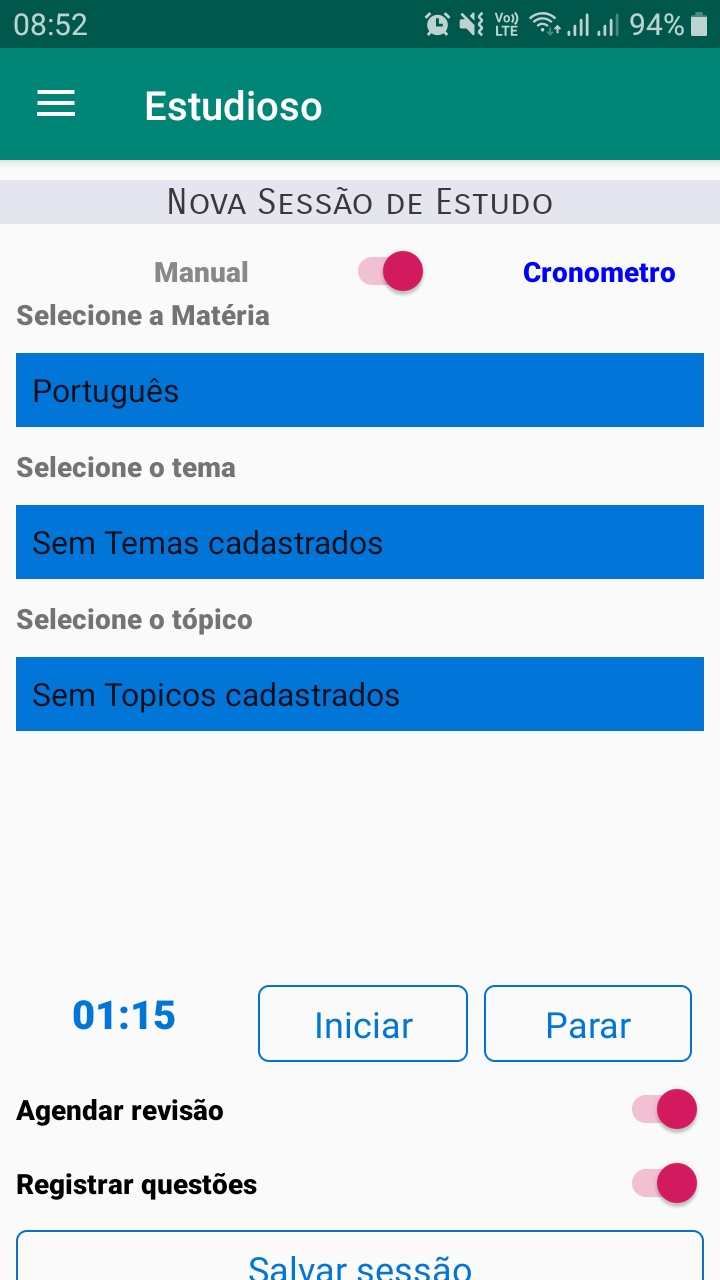 08:52 Vo)) LTE 94%
Estudioso
Nova Sessão de Estudo
Manual Cronometro
Selecione a Matéria
Português
Selecione o tema
Sem Temas cadastrados
Selecione o tópico
Sem Topicos cadastrados
01:15 Iniciar Parar
Agendar revisão
Registrar questões
Salvar sessão